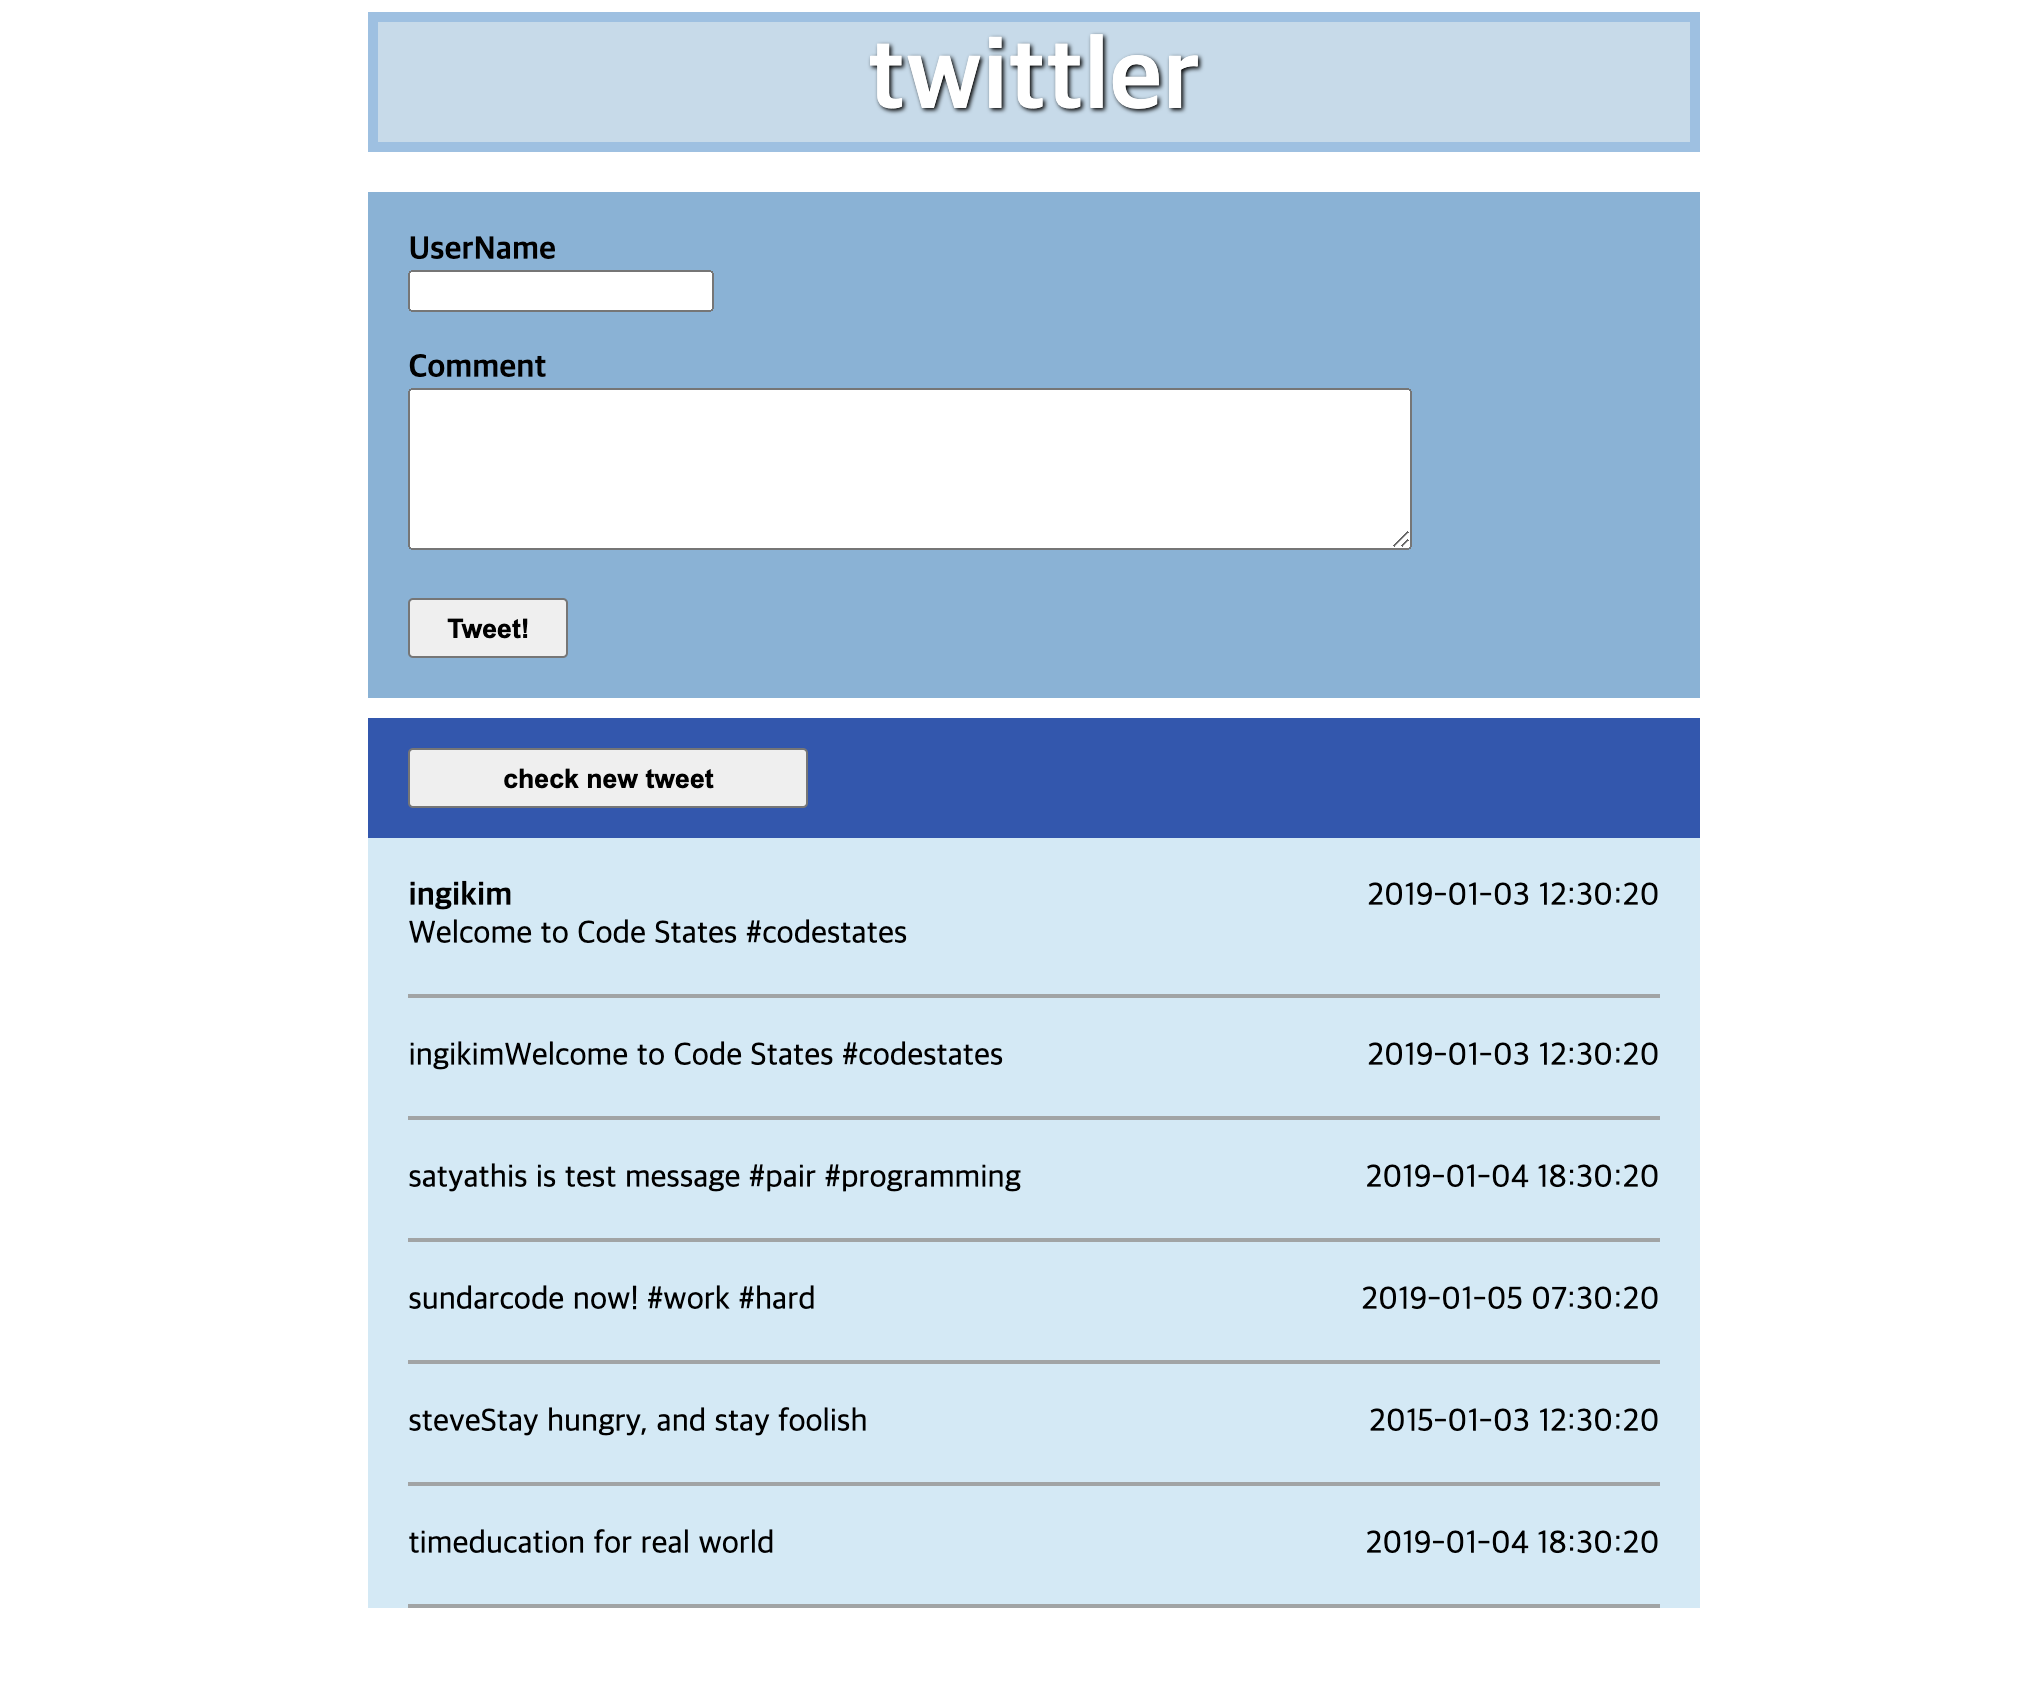 twittler
UserName
Comment
Tweet!
check new tweet
ingikim 2019-01-03 12:30:20
Welcome to Code States #codestates
ingikimWelcome to Code States #codestates 2019-01-03 12:30:20
satyathis is test message #pair #programming 2019-01-04 18:30:20
sundarcode now! #work #hard 2019-01-05 07:30:20
steveStay hungry, and stay foolish 2015-01-03 12:30:20
timeducation for real world 2019-01-04 18:30:20